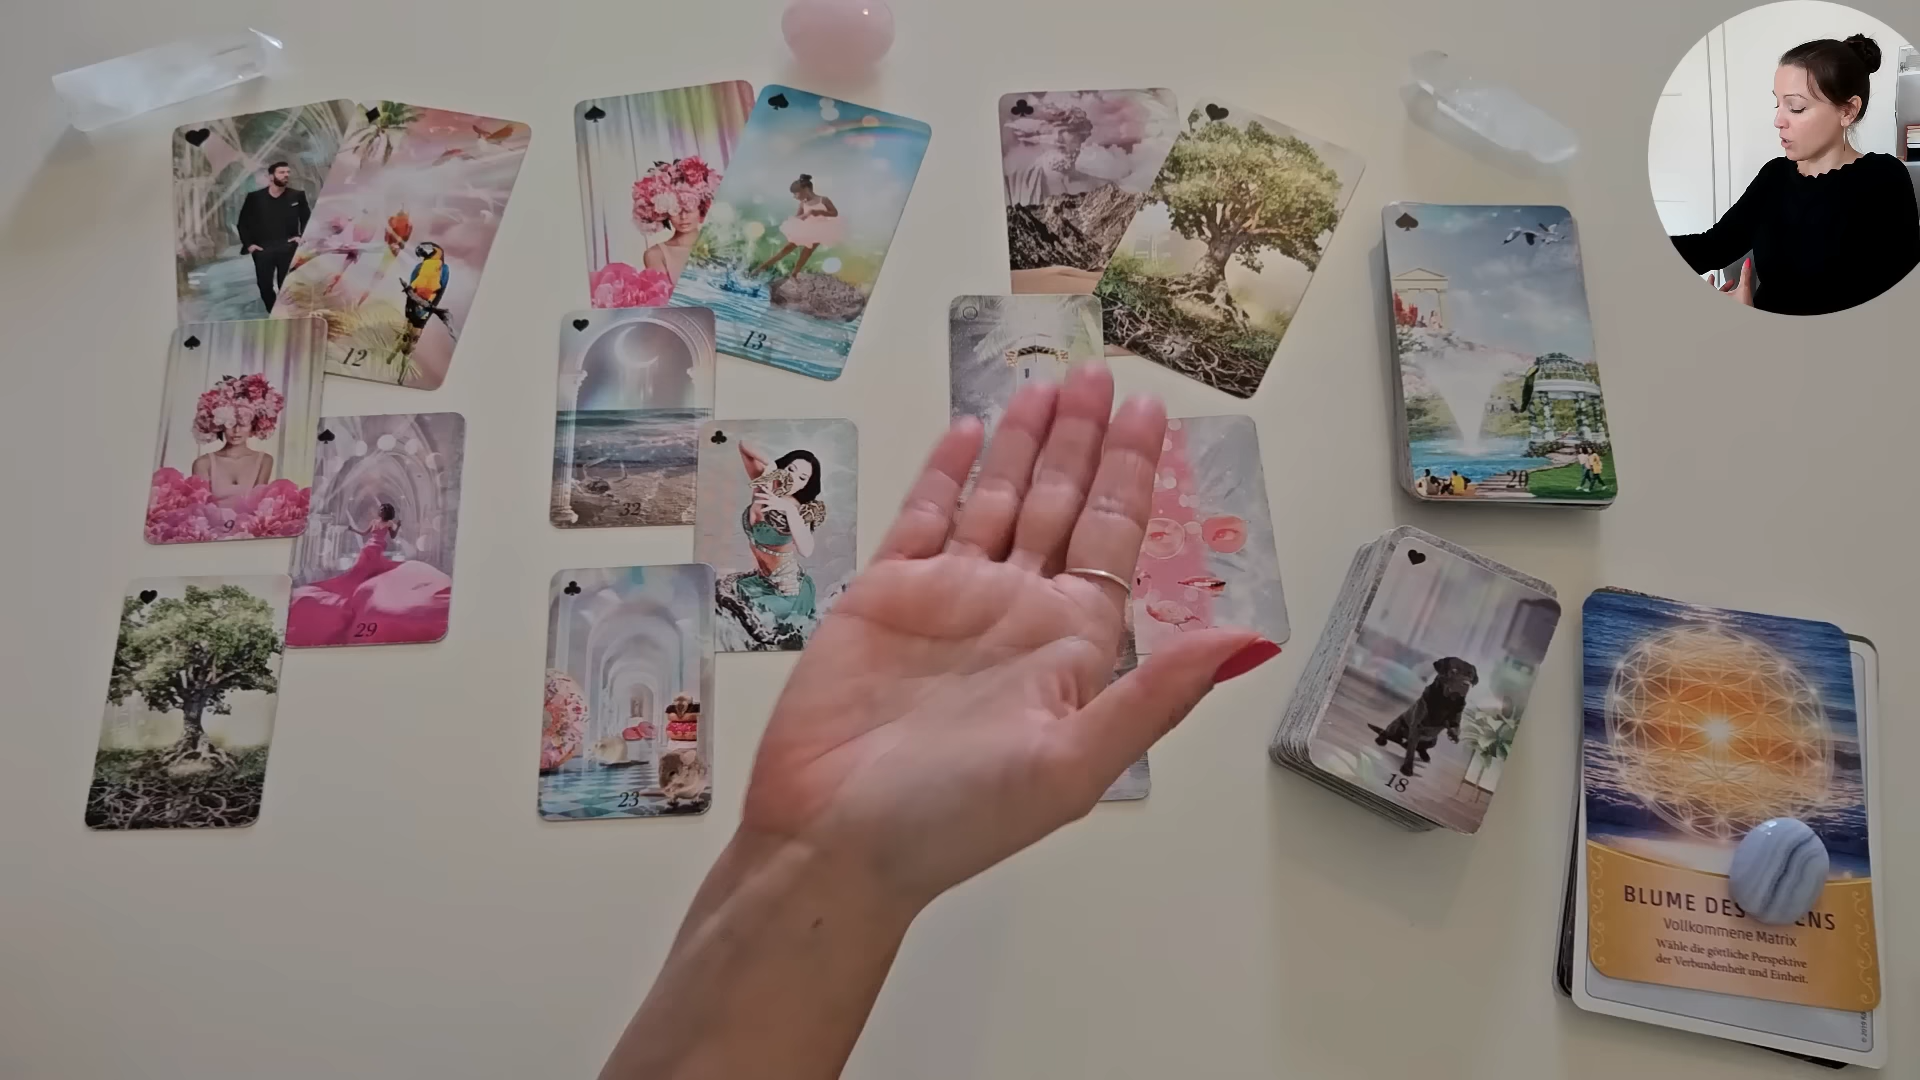 12
13
9
32
29
23
20
18
BLUME DES
Vollkommene Matrix
Wähle die göttliche Perspektive
der Verbundenheit und Einheit.